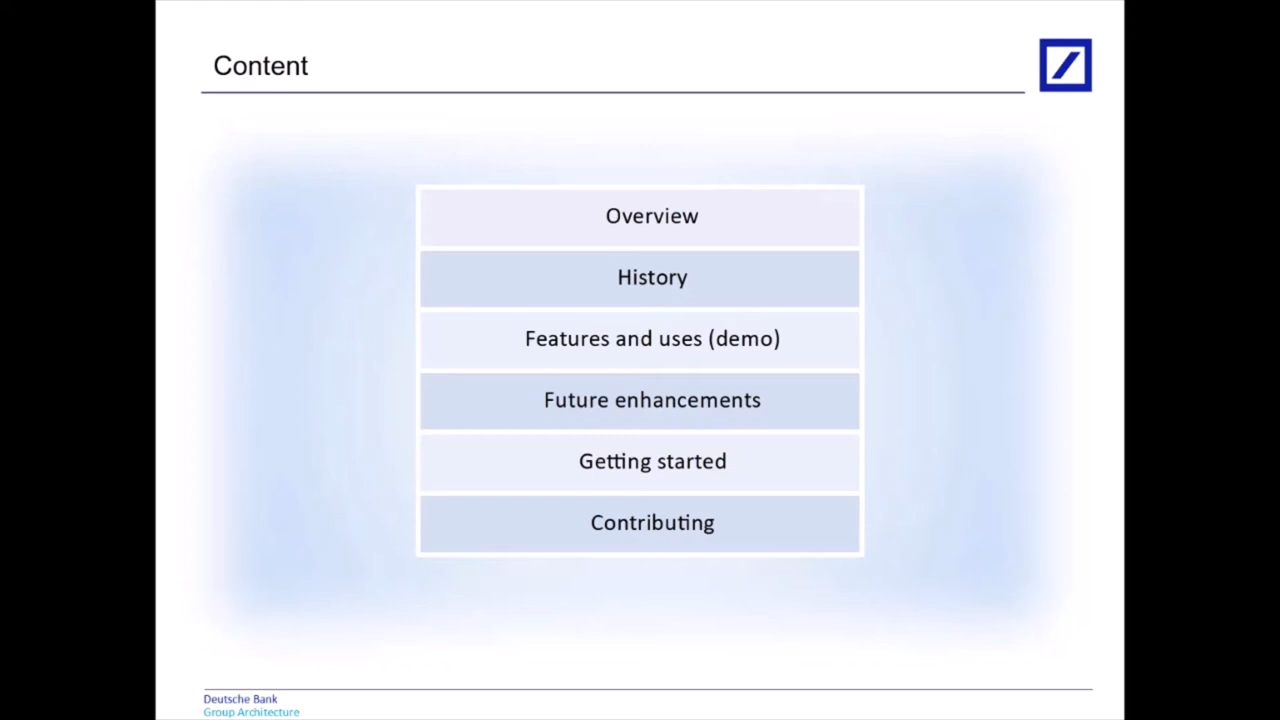 Content
Overview
History
Features and uses (demo)
Future enhancements
Getting started
Contributing
Deutsche Bank
Group Architecture